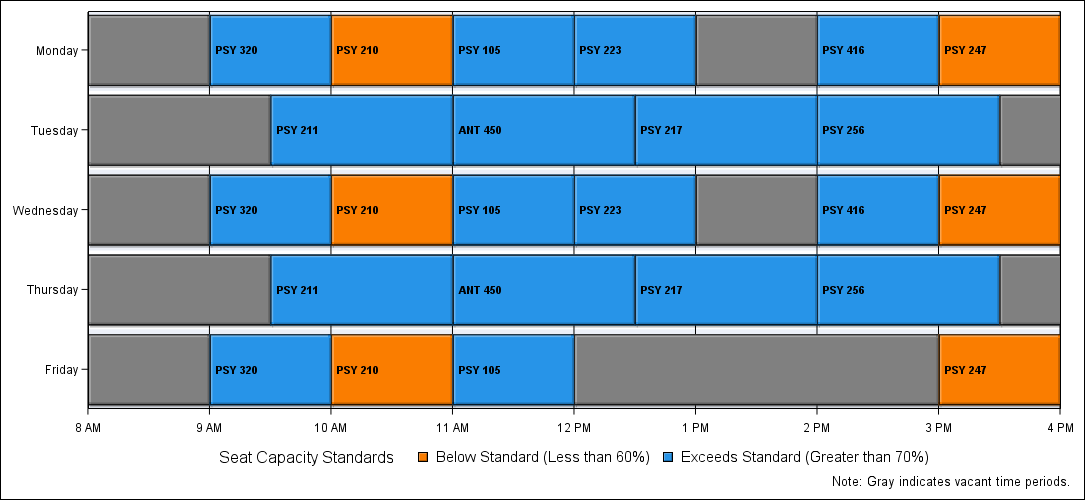 Monday PSY 320 PSY 210 PSY 105 PSY 223 PSY 416 PSY 247
Tuesday PSY 211 ANT 450 PSY 217 PSY 256
Wednesday PSY 320 PSY 210 PSY 105 PSY 223 PSY 416 PSY 247
Thursday PSY 211 ANT 450 PSY 217 PSY 256
Friday PSY 320 PSY 210 PSY 105 PSY 247
8 AM 9 AM 10 AM 11 AM 12 PM 1 PM 2 PM 3 PM 4 PM
Seat Capacity Standards Below Standard (Less than 60%) Exceeds Standard (Greater than 70%)
Note: Gray indicates vacant time periods.